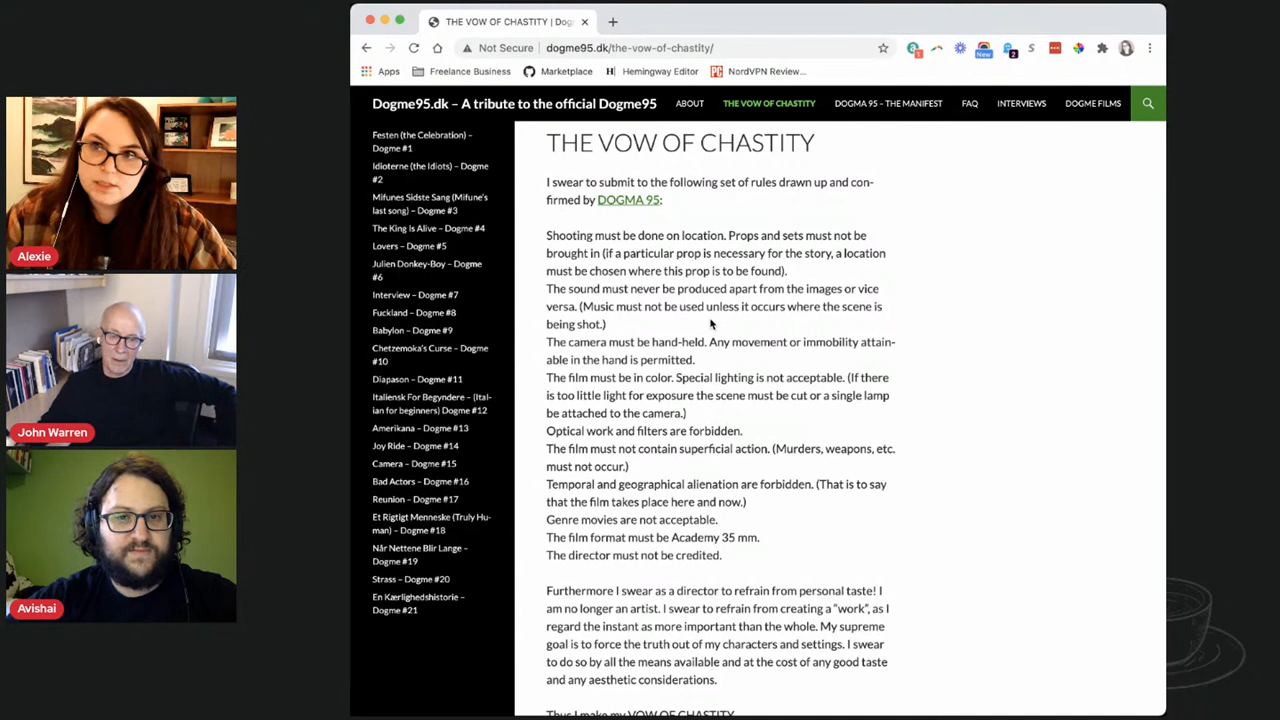 THE VOW OF CHASTITY | Dog
Not Secure
dogme95.dk/the-vow-of-chastity/
1
New
2
S
Apps
Freelance Business
Marketplace
Hemingway Editor
NordVPN Review...
Dogme95.dk – A tribute to the official Dogme95
ABOUT
THE VOW OF CHASTITY
DOGMA 95 – THE MANIFEST
FAQ
INTERVIEWS
DOGME FILMS
Festen (the Celebration) –
Dogme #1
Idioterne (the Idiots) – Dogme
#2
Mifunes Sidste Sang (Mifune's
last song) – Dogme #3
The King Is Alive – Dogme #4
Lovers – Dogme #5
Julien Donkey-Boy – Dogme
#6
Interview – Dogme #7
Fuckland – Dogme #8
Babylon – Dogme #9
Chetzemoka's Curse – Dogme
#10
Diapason – Dogme #11
Italiensk For Begyndere – (Ital-
ian for beginners) Dogme #12
Amerikana – Dogme #13
Joy Ride – Dogme #14
Camera – Dogme #15
Bad Actors – Dogme #16
Reunion – Dogme #17
Et Rigtigt Menneske (Truly Hu-
man) – Dogme #18
Når Nettene Blir Lange –
Dogme #19
Strass – Dogme #20
En Kærlighedshistorie –
Dogme #21
THE VOW OF CHASTITY
I swear to submit to the following set of rules drawn up and con-
firmed by DOGMA 95:
Shooting must be done on location. Props and sets must not be
brought in (if a particular prop is necessary for the story, a location
must be chosen where this prop is to be found).
The sound must never be produced apart from the images or vice
versa. (Music must not be used unless it occurs where the scene is
being shot.)
The camera must be hand-held. Any movement or immobility attain-
able in the hand is permitted.
The film must be in color. Special lighting is not acceptable. (If there
is too little light for exposure the scene must be cut or a single lamp
be attached to the camera.)
Optical work and filters are forbidden.
The film must not contain superficial action. (Murders, weapons, etc.
must not occur.)
Temporal and geographical alienation are forbidden. (That is to say
that the film takes place here and now.)
Genre movies are not acceptable.
The film format must be Academy 35 mm.
The director must not be credited.
Furthermore I swear as a director to refrain from personal taste! I
am no longer an artist. I swear to refrain from creating a "work", as I
regard the instant as more important than the whole. My supreme
goal is to force the truth out of my characters and settings. I swear
to do so by all the means available and at the cost of any good taste
and any aesthetic considerations.
Thus I make my VOW OF CHASTITY
Alexie
John Warren
Avishai